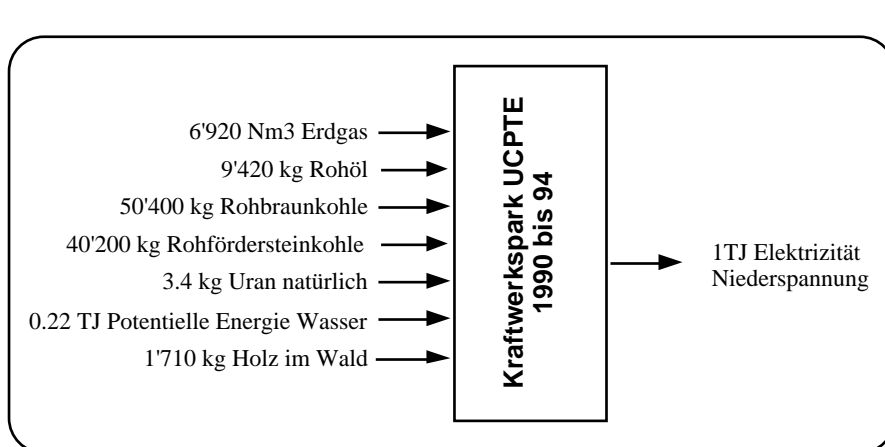 6'920 Nm3 Erdgas
9'420 kg Rohöl
50'400 kg Rohbraunkohle
40'200 kg Rohfördersteinkohle
3.4 kg Uran natürlich
0.22 TJ Potentielle Energie Wasser
1'710 kg Holz im Wald
Kraftwerkspark UCPTE
1990 bis 94
1TJ Elektrizität
Niederspannung